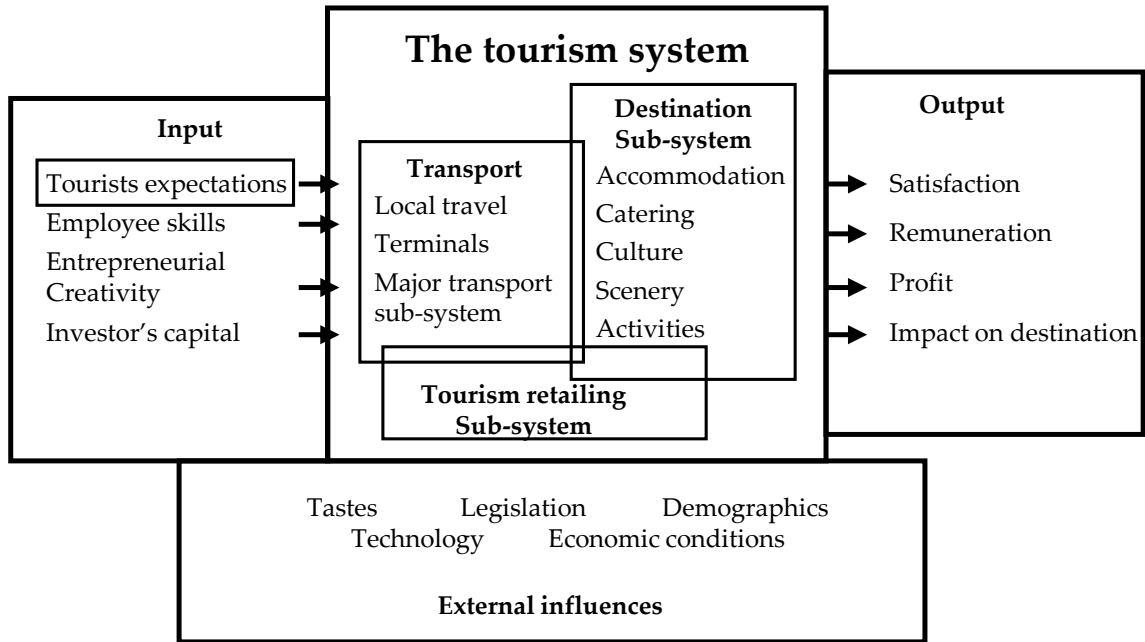 The tourism system
Input
Tourists expectations
Employee skills
Entrepreneurial
Creativity
Investor's capital
Transport
Local travel
Terminals
Major transport
sub-system
Destination
Sub-system
Accommodation
Catering
Culture
Scenery
Activities
Tourism retailing
Sub-system
Output
Satisfaction
Remuneration
Profit
Impact on destination
Tastes Legislation Demographics
Technology Economic conditions
External influences